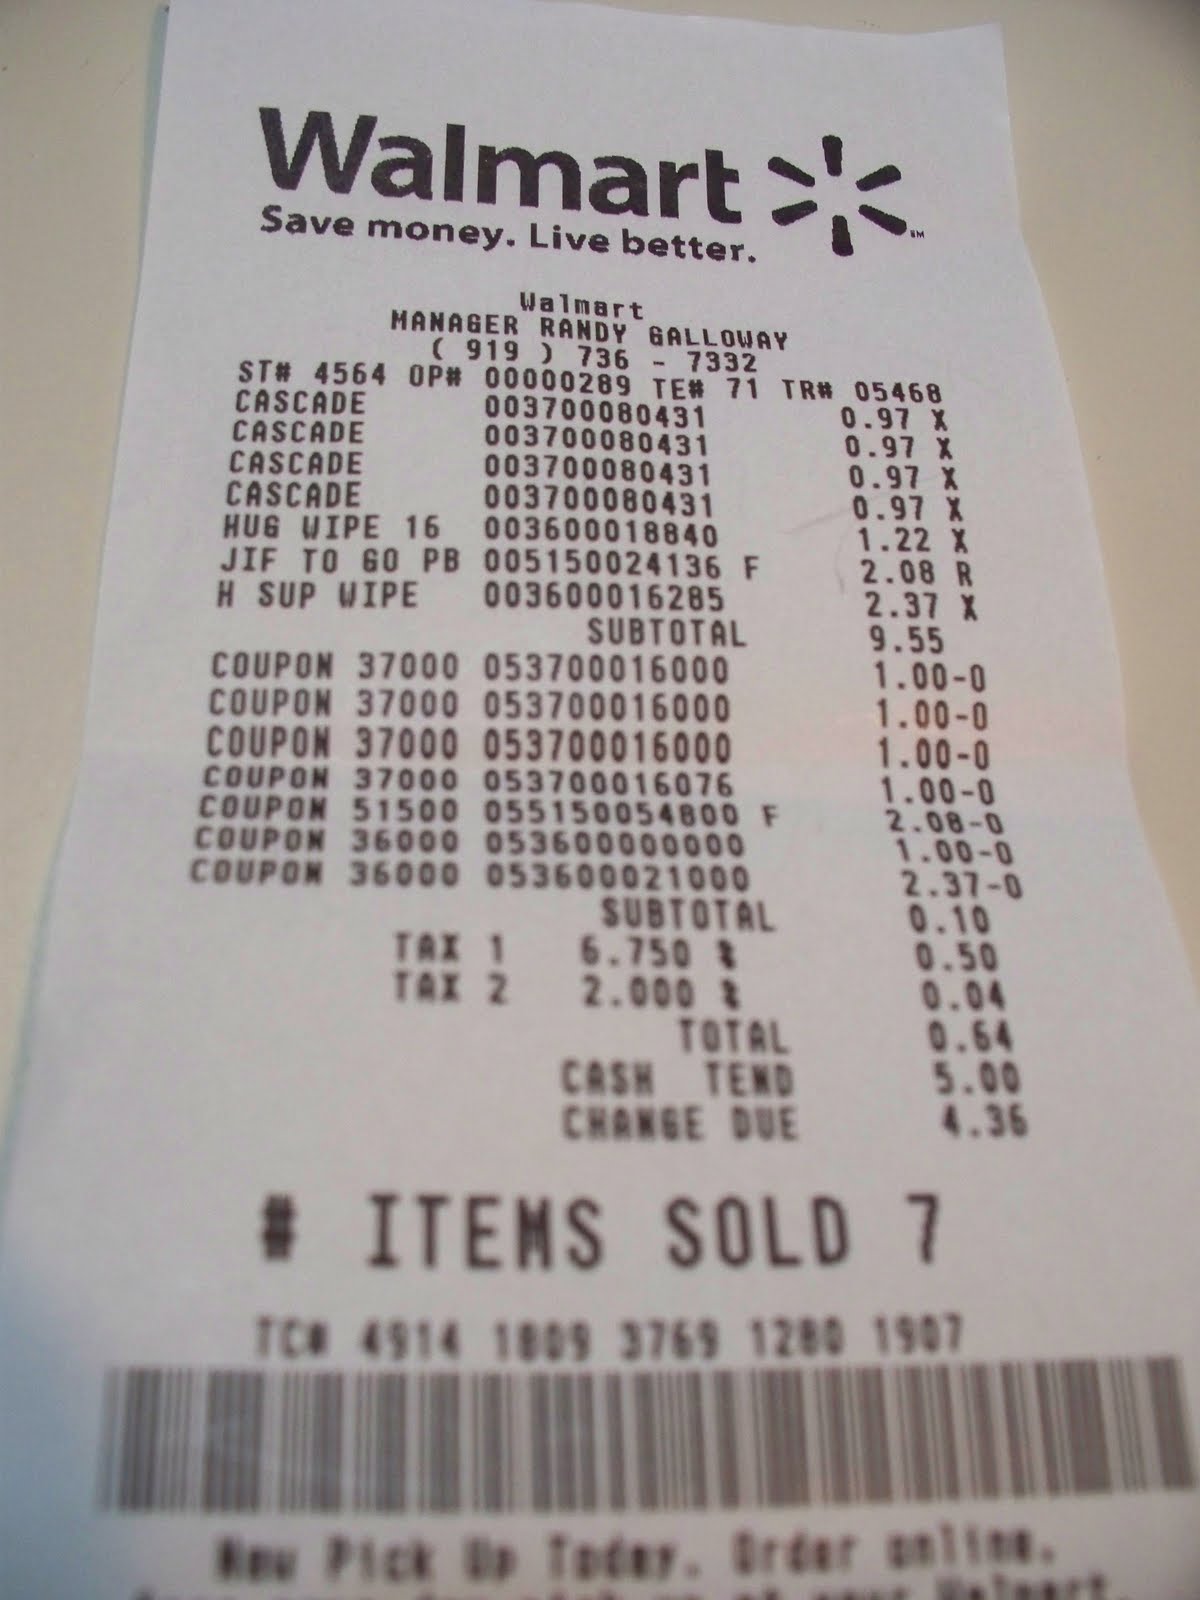 Walmart
SM
Save money. Live better.
Walmart
MANAGER RANDY GALLOWAY
( 919 ) 736 - 7332
ST# 4564 OP# 00000289 TE# 71 TR# 05468
CASCADE 003700080431 0.97 X
CASCADE 003700080431 0.97 X
CASCADE 003700080431 0.97 X
CASCADE 003700080431 0.97 X
HUG WIPE 16 003600018840 1.22 X
JIF TO GO PB 005150024136 F 2.08 R
H SUP WIPE 003600016285 2.37 X
SUBTOTAL 9.55
COUPON 37000 053700016000 1.00-0
COUPON 37000 053700016000 1.00-0
COUPON 37000 053700016000 1.00-0
COUPON 37000 053700016076 1.00-0
COUPON 51500 055150054800 F 2.08-0
COUPON 36000 053600000000 1.00-0
COUPON 36000 053600021000 2.37-0
SUBTOTAL 0.10
TAX 1 6.750 % 0.50
TAX 2 2.000 % 0.04
TOTAL 0.64
CASH TEND 5.00
CHANGE DUE 4.36
# ITEMS SOLD 7
TC# 4914 1809 3769 1280 1907
New Pick Up Today. Order online.
at your Walmart.